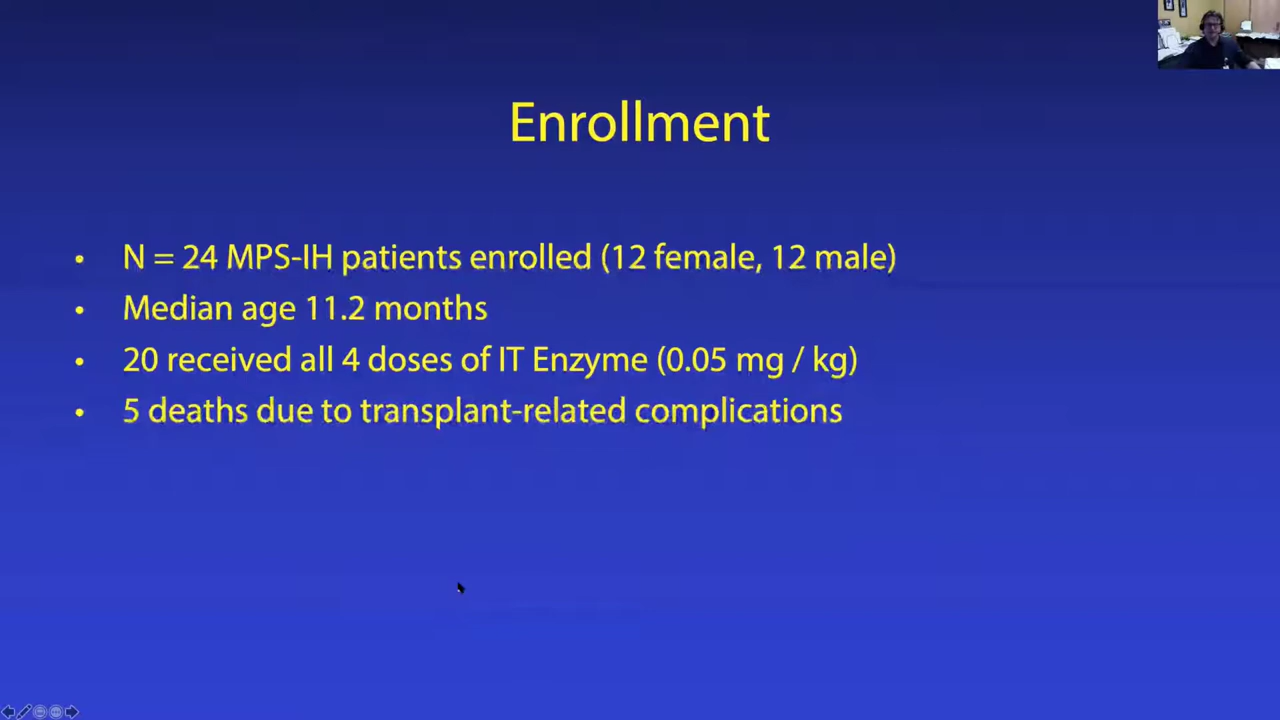 Enrollment
• N = 24 MPS-IH patients enrolled (12 female, 12 male)
• Median age 11.2 months
• 20 received all 4 doses of IT Enzyme (0.05 mg / kg)
• 5 deaths due to transplant-related complications